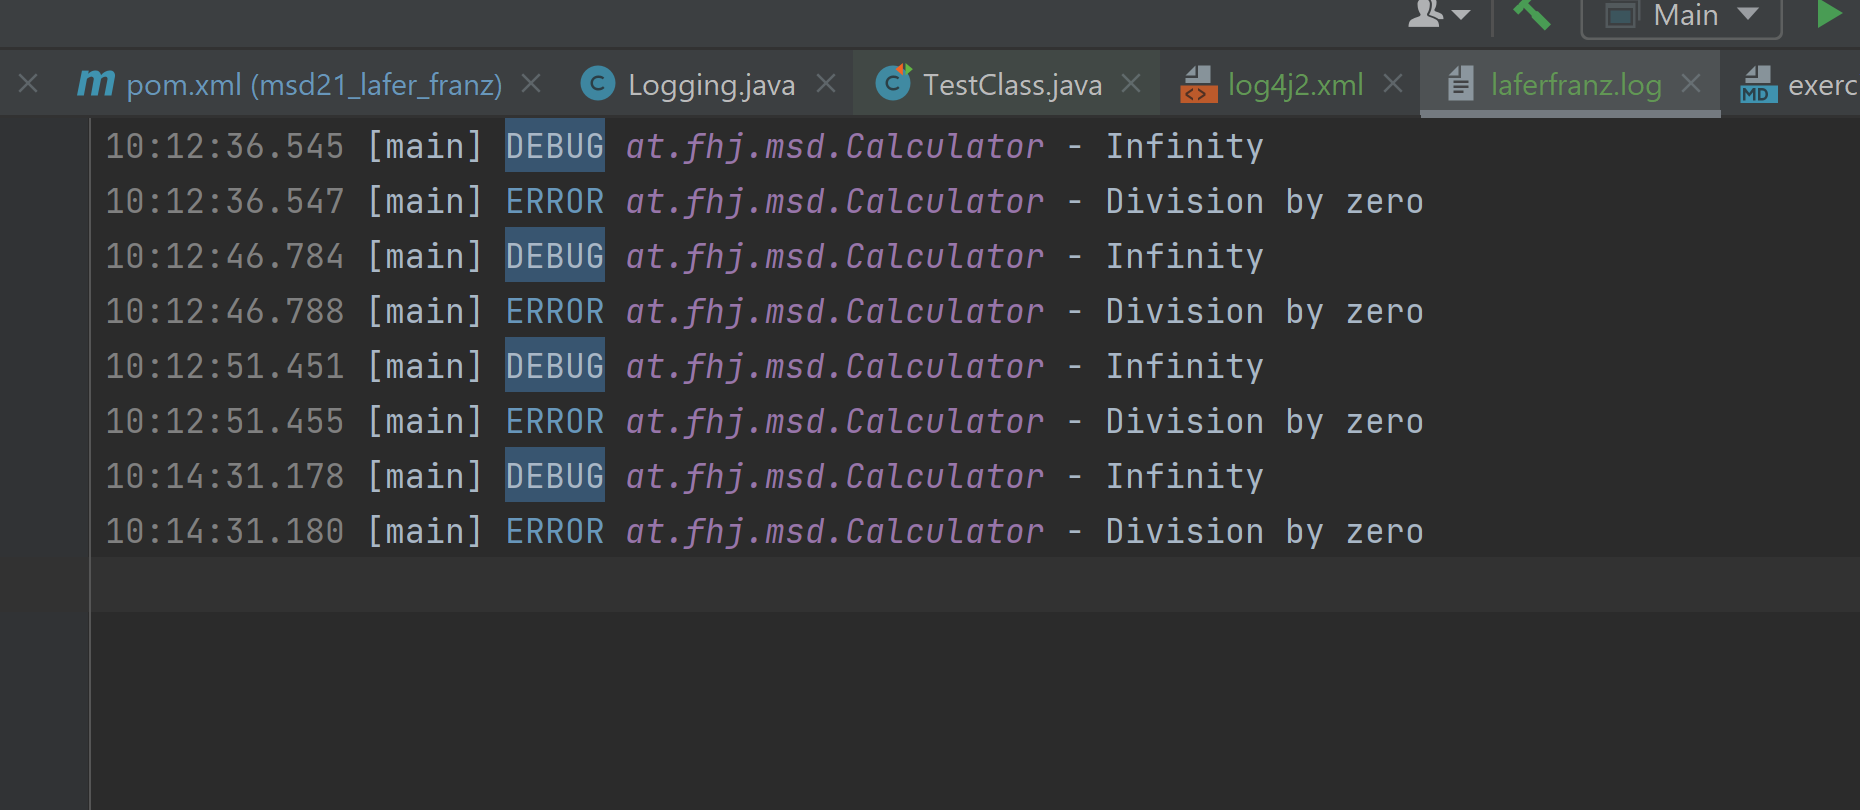 Main
m pom.xml (msd21_lafer_franz) C Logging.java C TestClass.java <> log4j2.xml laferfranz.log MD exerc
10:12:36.545 [main] DEBUG at.fhj.msd.Calculator - Infinity
10:12:36.547 [main] ERROR at.fhj.msd.Calculator - Division by zero
10:12:46.784 [main] DEBUG at.fhj.msd.Calculator - Infinity
10:12:46.788 [main] ERROR at.fhj.msd.Calculator - Division by zero
10:12:51.451 [main] DEBUG at.fhj.msd.Calculator - Infinity
10:12:51.455 [main] ERROR at.fhj.msd.Calculator - Division by zero
10:14:31.178 [main] DEBUG at.fhj.msd.Calculator - Infinity
10:14:31.180 [main] ERROR at.fhj.msd.Calculator - Division by zero